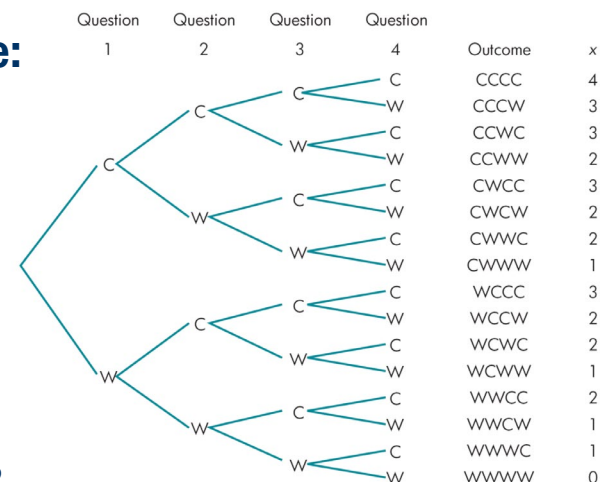 Question Question Question Question
e: 1 2 3 4 Outcome x
C CCCC 4
C W CCCW 3
C C CCWC 3
W W CCWW 2
C C CWCC 3
C W CWCW 2
W C CWWC 2
W W CWWW 1
C WCCC 3
C W WCCW 2
C C WCWC 2
W W WCWW 1
W C WWCC 2
C W WWCW 1
W C WWWC 1
W W WWWW 0